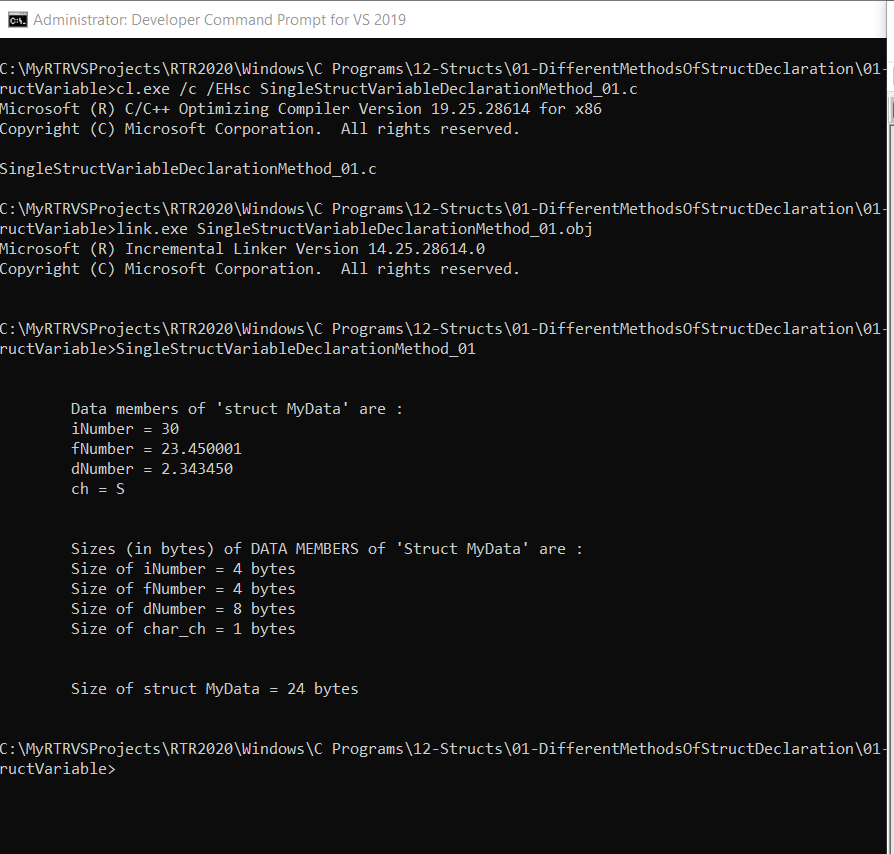 Administrator: Developer Command Prompt for VS 2019
C:\MyRTRVSProjects\RTR2020\Windows\C Programs\12-Structs\01-DifferentMethodsOfStructDeclaration\01-
ructVariable>cl.exe /c /EHsc SingleStructVariableDeclarationMethod_01.c
Microsoft (R) C/C++ Optimizing Compiler Version 19.25.28614 for x86
Copyright (C) Microsoft Corporation.  All rights reserved.
SingleStructVariableDeclarationMethod_01.c
C:\MyRTRVSProjects\RTR2020\Windows\C Programs\12-Structs\01-DifferentMethodsOfStructDeclaration\01-
ructVariable>link.exe SingleStructVariableDeclarationMethod_01.obj
Microsoft (R) Incremental Linker Version 14.25.28614.0
Copyright (C) Microsoft Corporation.  All rights reserved.
C:\MyRTRVSProjects\RTR2020\Windows\C Programs\12-Structs\01-DifferentMethodsOfStructDeclaration\01-
ructVariable>SingleStructVariableDeclarationMethod_01
Data members of 'struct MyData' are :
iNumber = 30
fNumber = 23.450001
dNumber = 2.343450
ch = S
Sizes (in bytes) of DATA MEMBERS of 'Struct MyData' are :
Size of iNumber = 4 bytes
Size of fNumber = 4 bytes
Size of dNumber = 8 bytes
Size of char_ch = 1 bytes
Size of struct MyData = 24 bytes
C:\MyRTRVSProjects\RTR2020\Windows\C Programs\12-Structs\01-DifferentMethodsOfStructDeclaration\01-
ructVariable>